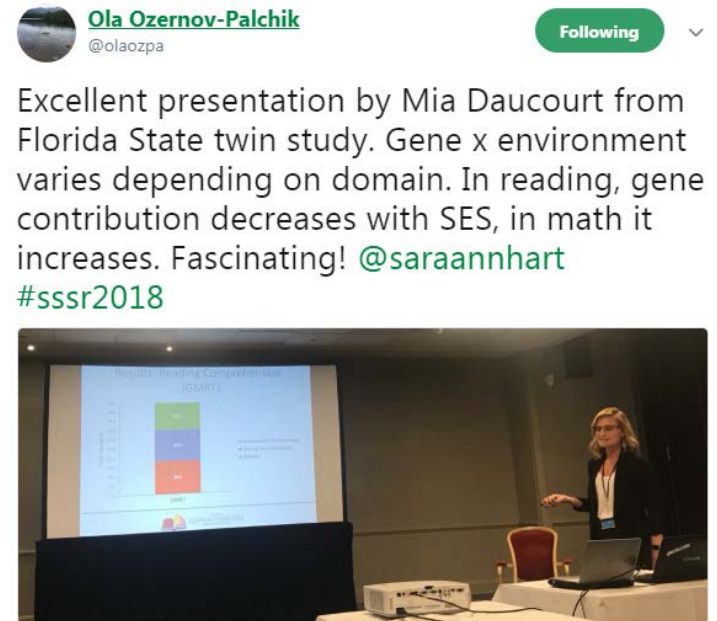 Ola Ozernov-Palchik
@olaozpa
Following
Excellent presentation by Mia Daucourt from
Florida State twin study. Gene x environment
varies depending on domain. In reading, gene
contribution decreases with SES, in math it
increases. Fascinating! @saraannhart
#sssr2018
Results: Reading Comprehension
(GMRT)